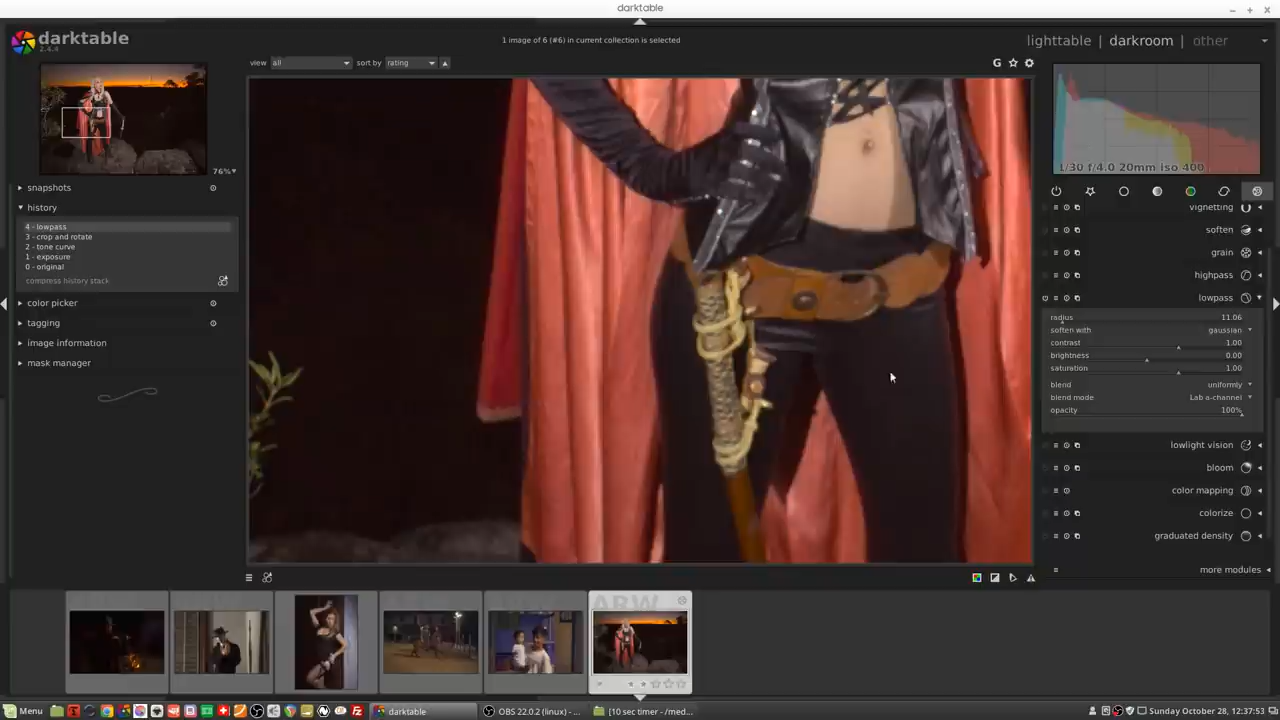 darktable
darktable
2.4.4
1 image of 6 (#6) in current collection is selected
lighttable | darkroom | other
view all sort by rating
G
76%
1/30 f/4.0 20mm iso 400
snapshots
history
4 - lowpass
3 - crop and rotate
2 - tone curve
1 - exposure
0 - original
compress history stack
color picker
tagging
image information
mask manager
vignetting
soften
grain
highpass
lowpass
radius 11.06
soften with gaussian
contrast 1.00
brightness 0.00
saturation 1.00
blend uniformly
blend mode Lab a-channel
opacity 100%
lowlight vision
bloom
color mapping
colorize
graduated density
more modules
ARW
Menu
darktable
OBS 22.0.2 (linux) - ...
[10 sec timer - /med...
Sunday October 28, 12:37:53